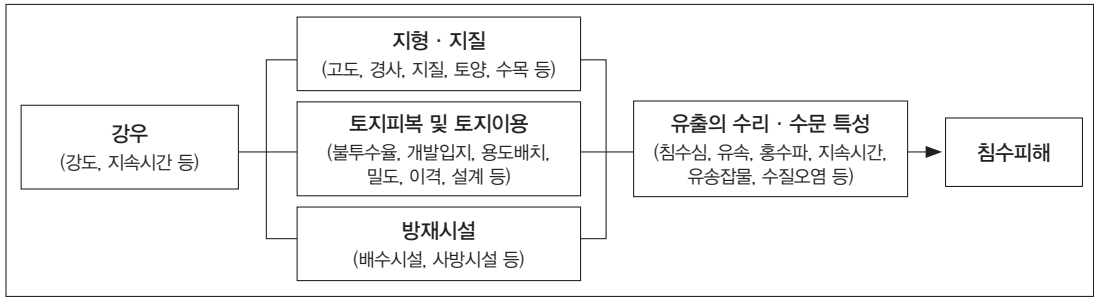 강우
(강도, 지속시간 등)
지형 · 지질
(고도, 경사, 지질, 토양, 수목 등)
토지피복 및 토지이용
(불투수율, 개발입지, 용도배치,
밀도, 이격, 설계 등)
방재시설
(배수시설, 사방시설 등)
유출의 수리 · 수문 특성
(침수심, 유속, 홍수파, 지속시간,
유송잡물, 수질오염 등)
침수피해